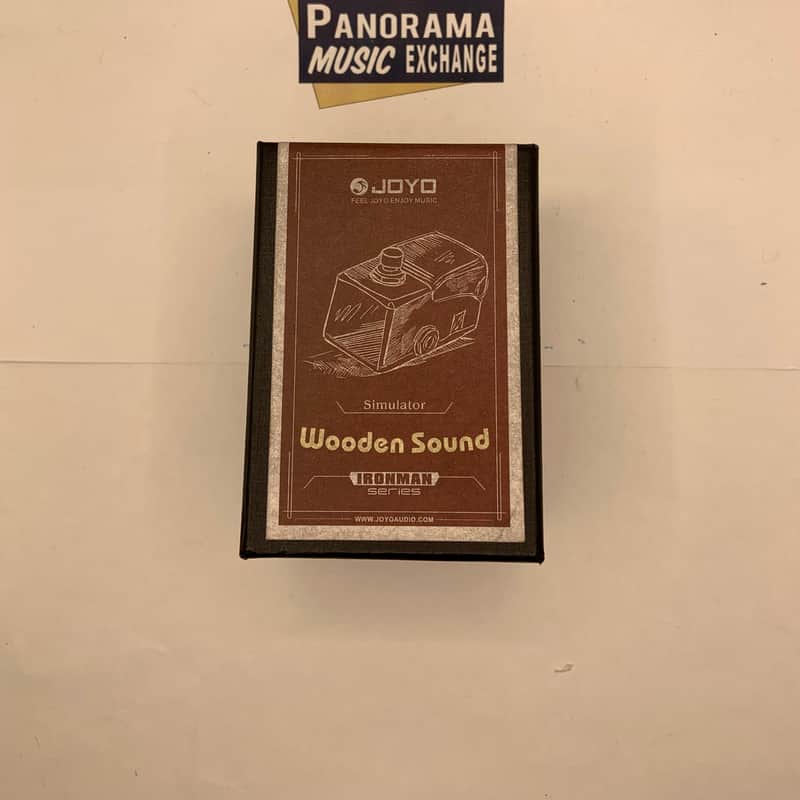 PANORAMA
MUSIC EXCHANGE
JOYO
FEEL JOYO ENJOY MUSIC
Simulator
Wooden Sound
IRONMAN
series
WWW.JOYOAUDIO.COM